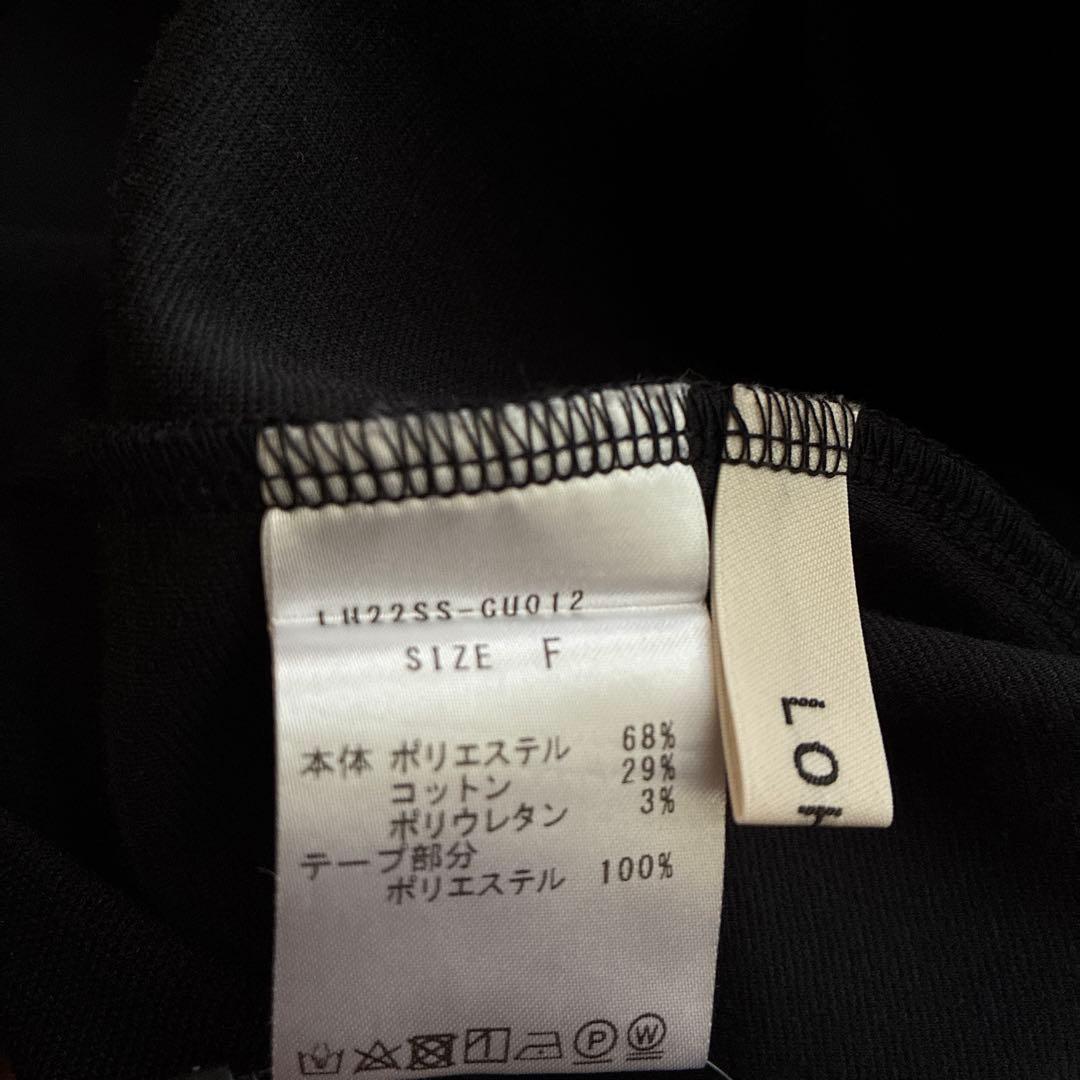 LH22SS-CU012
SIZE F
本体 ポリエステル 68%
コットン 29%
ポリウレタン 3%
テープ部分
ポリエステル 100%
P W
LO